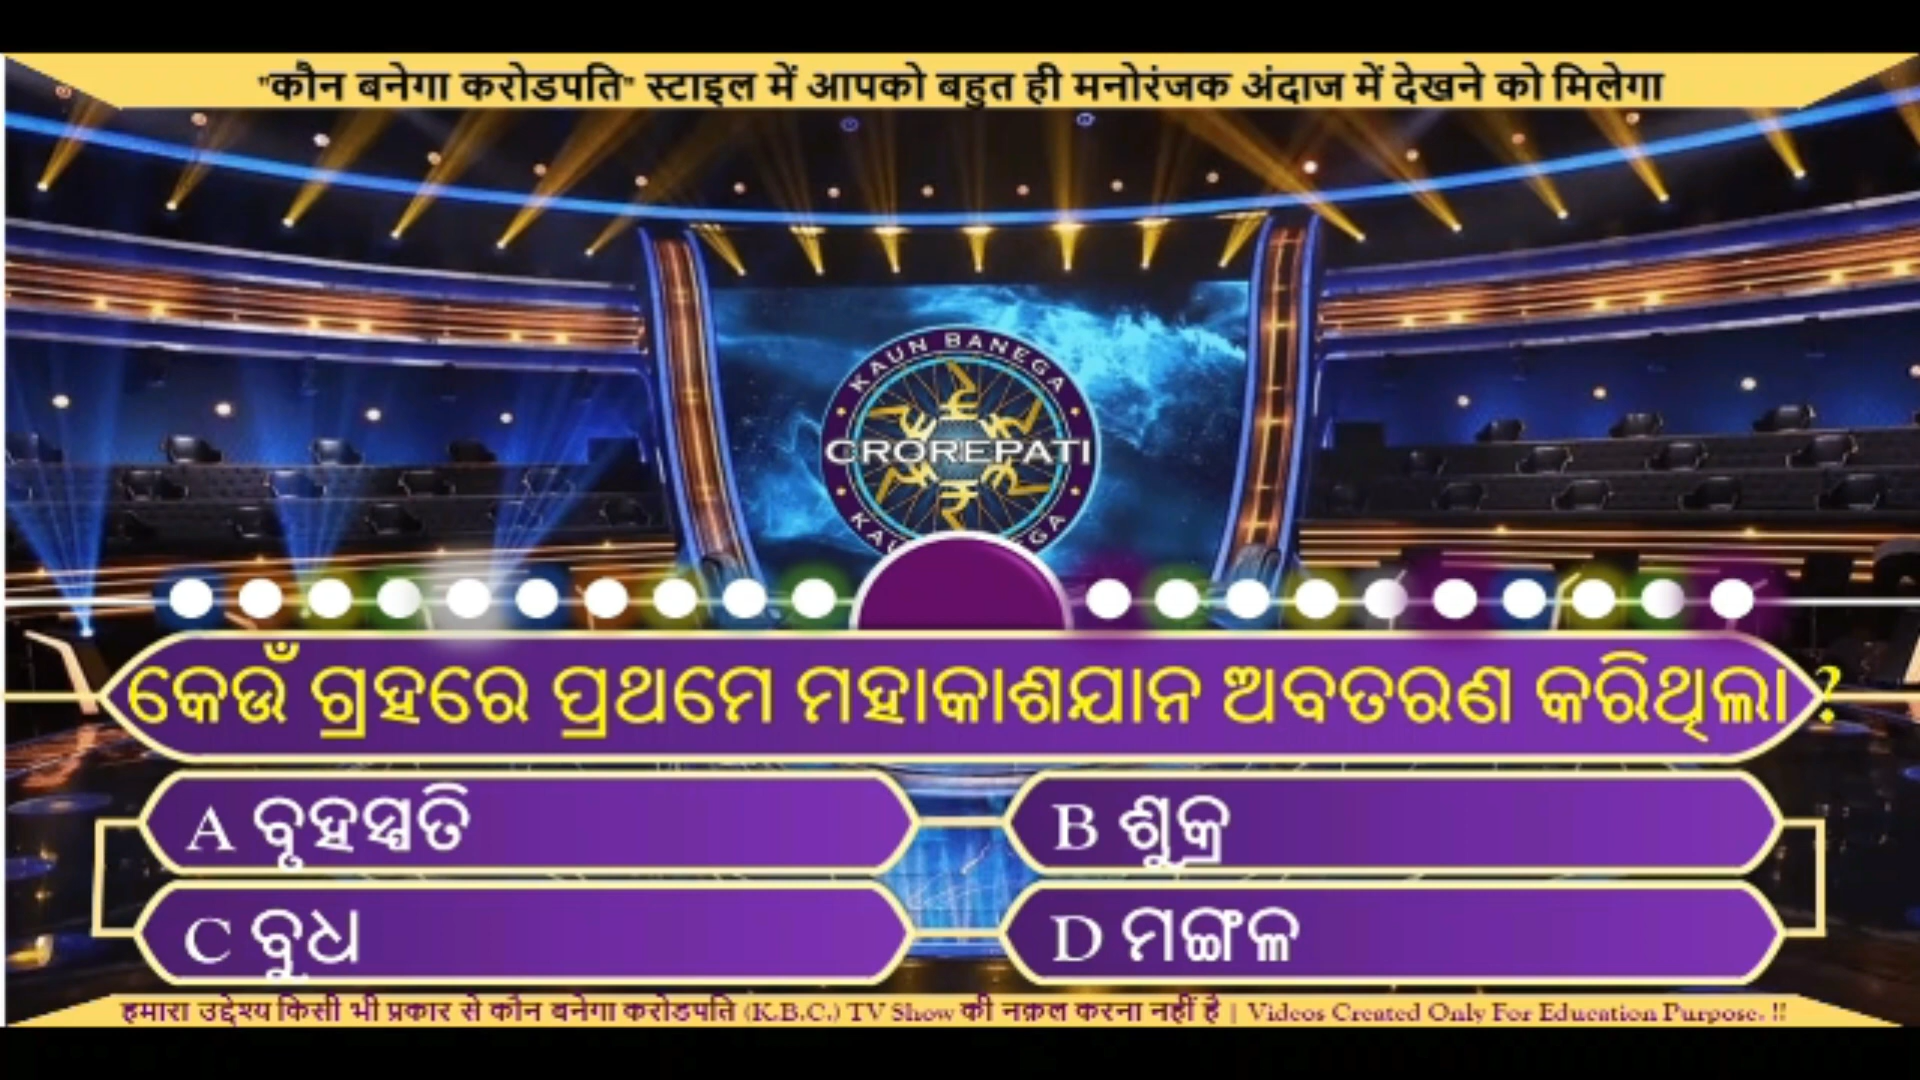 "कौन बनेगा करोडपति" स्टाइल में आपको बहुत ही मनोरंजक अंदाज में देखने को मिलेगा
KAUN BANEGA
CROREPATI
କେଉଁ ଗ୍ରହରେ ପ୍ରଥମେ ମହାକାଶଯାନ ଅବତରଣ କରିଥିଲା ?
A ବୃହସ୍ପତି
B ଶୁକ୍ର
C ବୁଧ
D ମଙ୍ଗଳ
हमारा उद्देश्य किसी भी प्रकार से कौन बनेगा करोडपति (K.B.C.) TV Show की नक़ल करना नहीं है | Videos Created Only For Education Purpose. !!